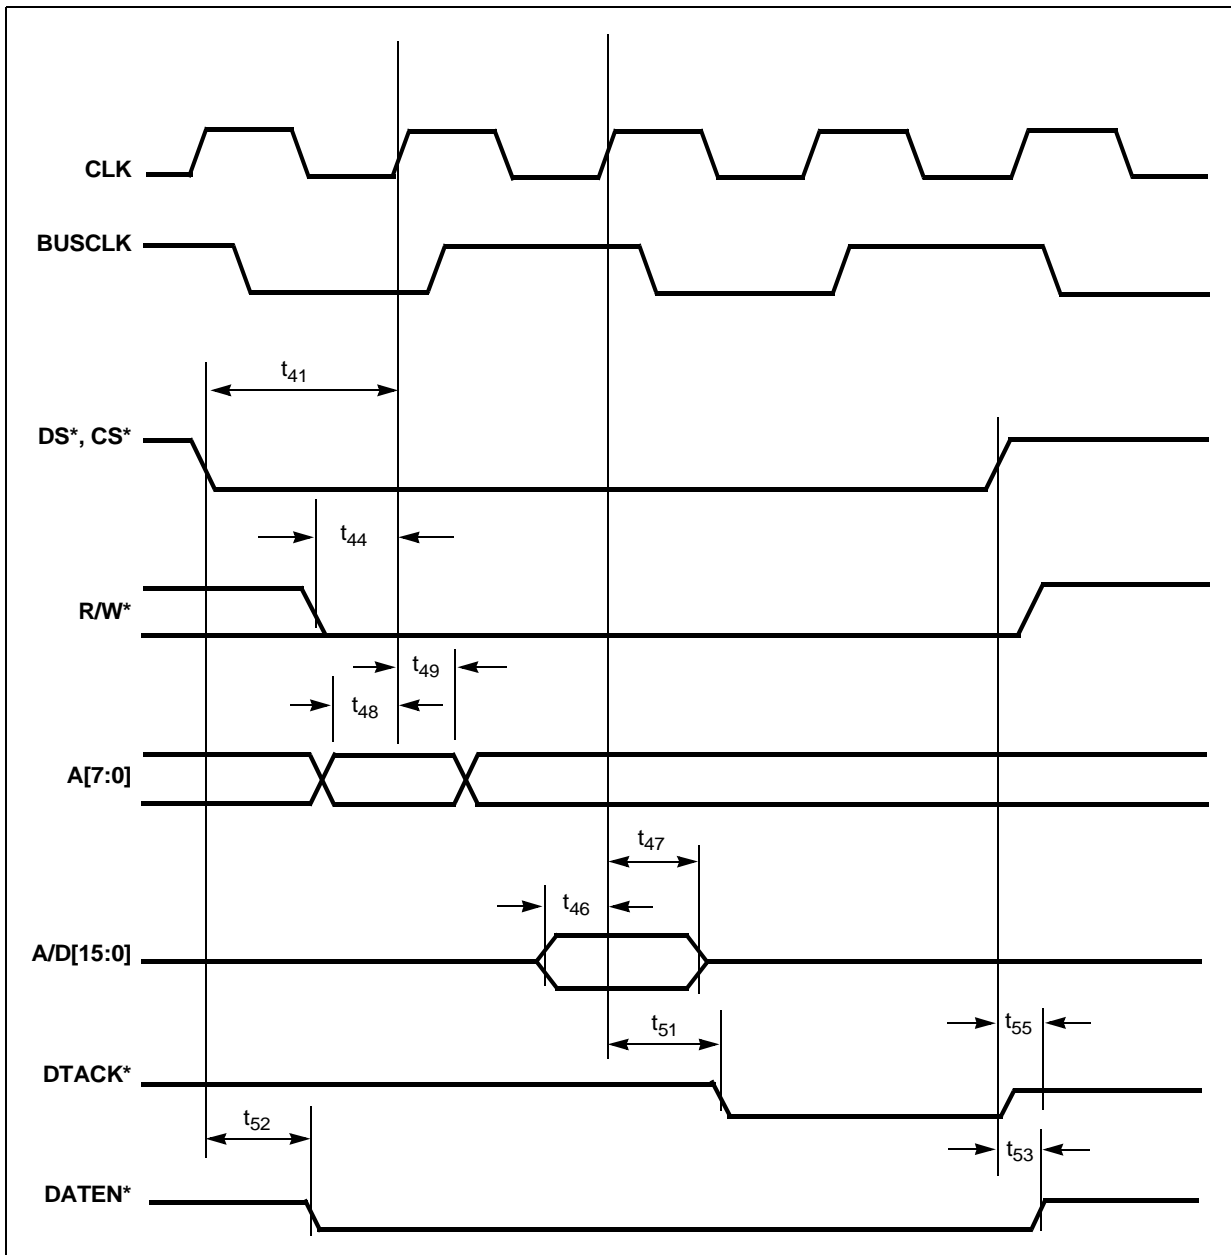 CLK
BUSCLK
t41
DS*, CS*
t44
R/W*
t49
t48
A[7:0]
t47
t46
A/D[15:0]
t51
t55
DTACK*
t52
t53
DATEN*